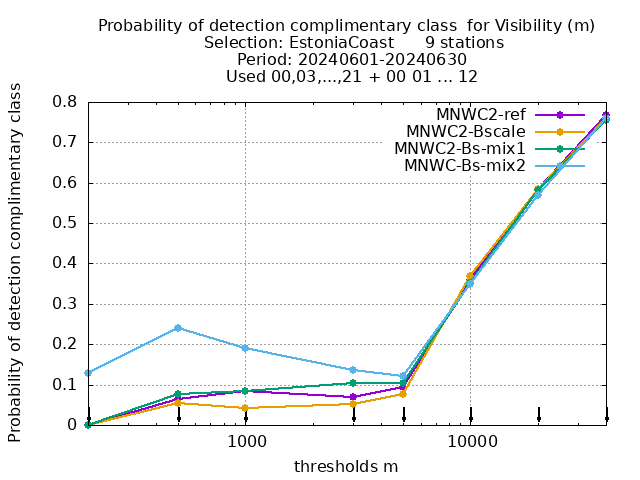 Probability of detection complimentary class  for Visibility (m)
Selection: EstoniaCoast      9 stations
Period: 20240601-20240630
Used 00,03,...,21 + 00 01 ... 12
Probability of detection complimentary class
0.8
0.7
0.6
0.5
0.4
0.3
0.2
0.1
0
MNWC2-ref
MNWC2-Bscale
MNWC2-Bs-mix1
MNWC-Bs-mix2
1000
10000
thresholds m